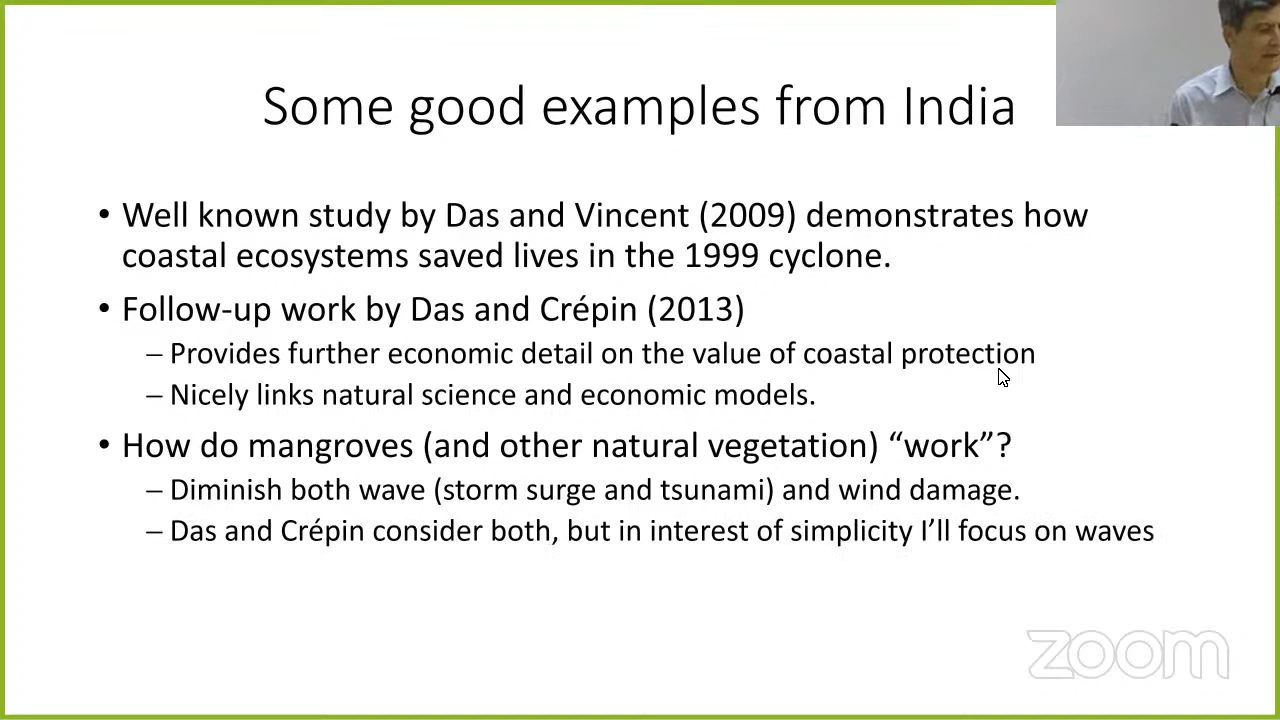 Some good examples from India
• Well known study by Das and Vincent (2009) demonstrates how
coastal ecosystems saved lives in the 1999 cyclone.
• Follow-up work by Das and Crépin (2013)
– Provides further economic detail on the value of coastal protection
– Nicely links natural science and economic models.
• How do mangroves (and other natural vegetation) “work”?
– Diminish both wave (storm surge and tsunami) and wind damage.
– Das and Crépin consider both, but in interest of simplicity I’ll focus on waves
zoom